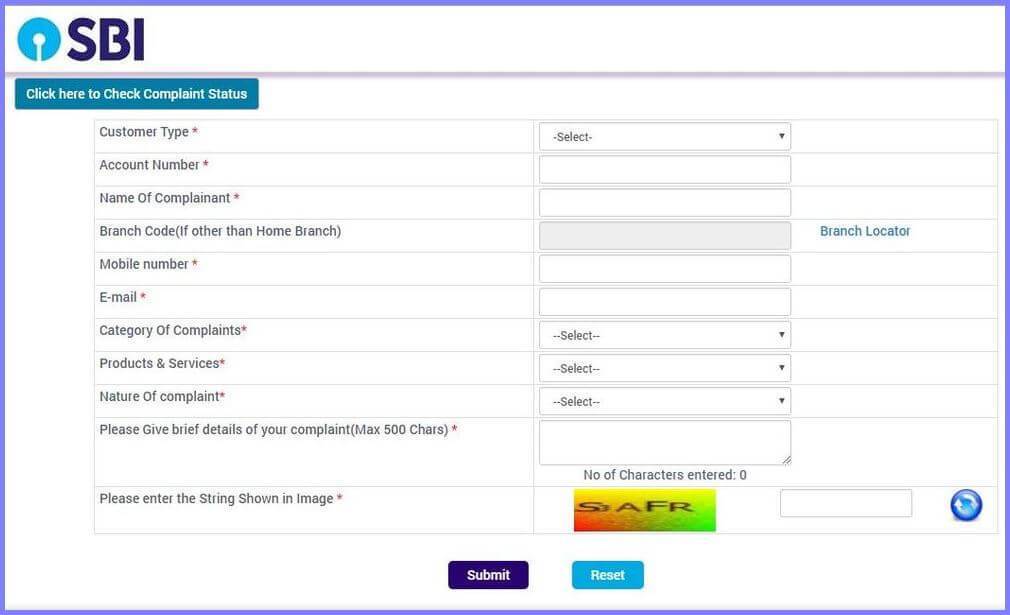 SBI
Click here to Check Complaint Status
Customer Type *
-Select-
Account Number *
Name Of Complainant *
Branch Code(If other than Home Branch)
Branch Locator
Mobile number *
E-mail *
Category Of Complaints*
--Select--
Products & Services*
--Select--
Nature Of complaint*
--Select--
Please Give brief details of your complaint(Max 500 Chars) *
No of Characters entered: 0
Please enter the String Shown in Image *
Submit
Reset